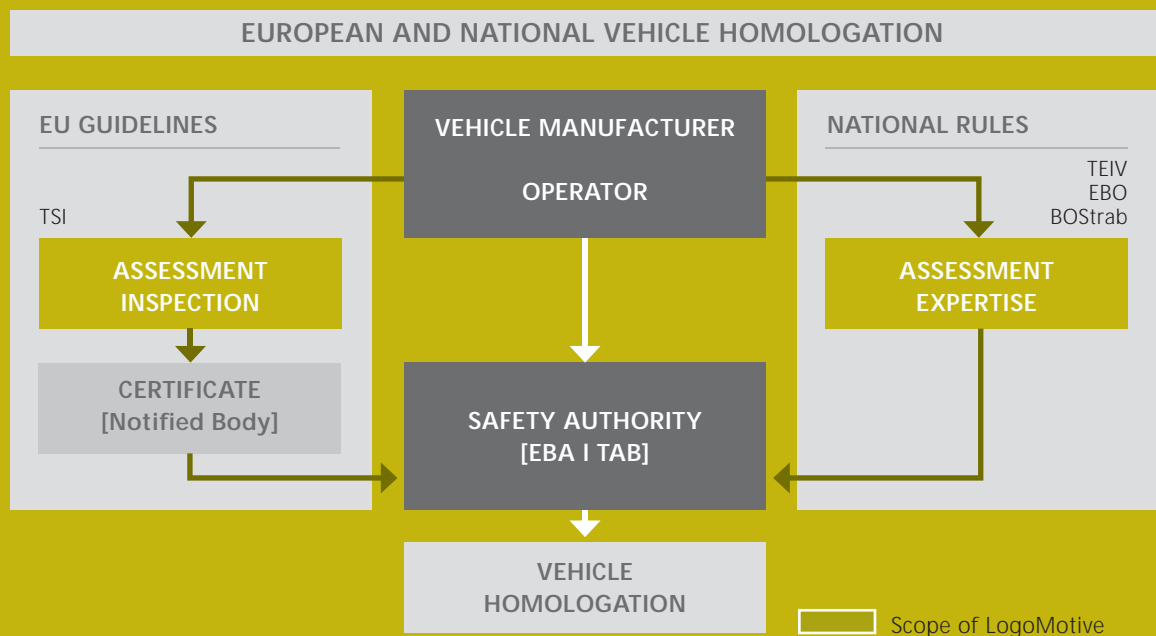 EUROPEAN AND NATIONAL VEHICLE HOMOLOGATION
EU GUIDELINES
TSI
ASSESSMENT
INSPECTION
CERTIFICATE
[Notified Body]
VEHICLE MANUFACTURER
OPERATOR
SAFETY AUTHORITY
[EBA I TAB]
VEHICLE
HOMOLOGATION
NATIONAL RULES
TEIV
EBO
BOStrab
ASSESSMENT
EXPERTISE
Scope of LogoMotive